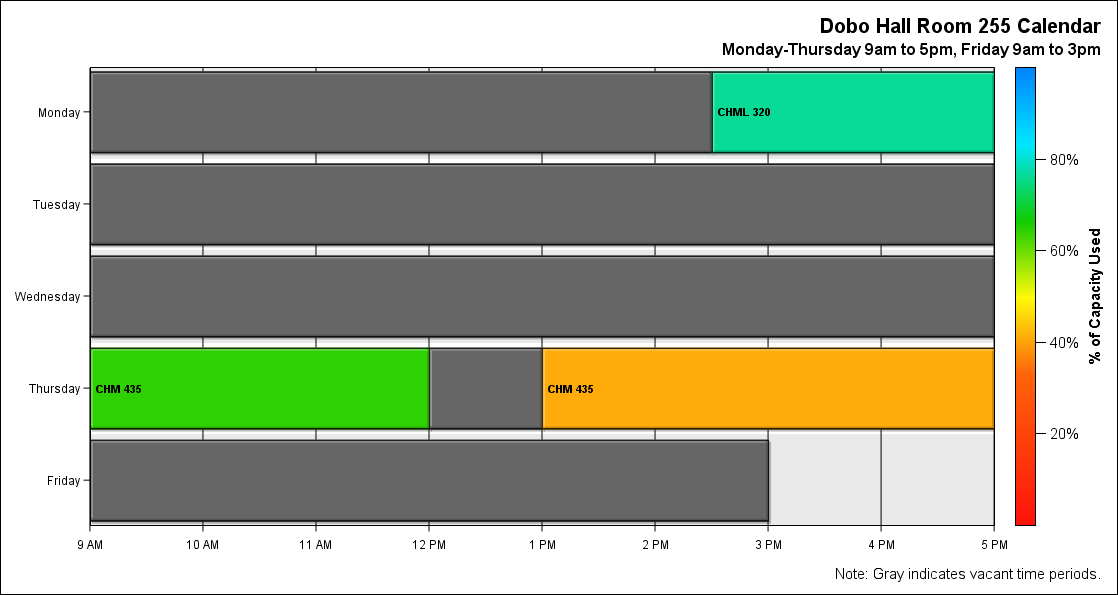 Dobo Hall Room 255 Calendar
Monday-Thursday 9am to 5pm, Friday 9am to 3pm
Monday
CHML 320
Tuesday
Wednesday
Thursday
CHM 435
CHM 435
Friday
9 AM
10 AM
11 AM
12 PM
1 PM
2 PM
3 PM
4 PM
5 PM
80%
60%
40%
20%
% of Capacity Used
Note: Gray indicates vacant time periods.